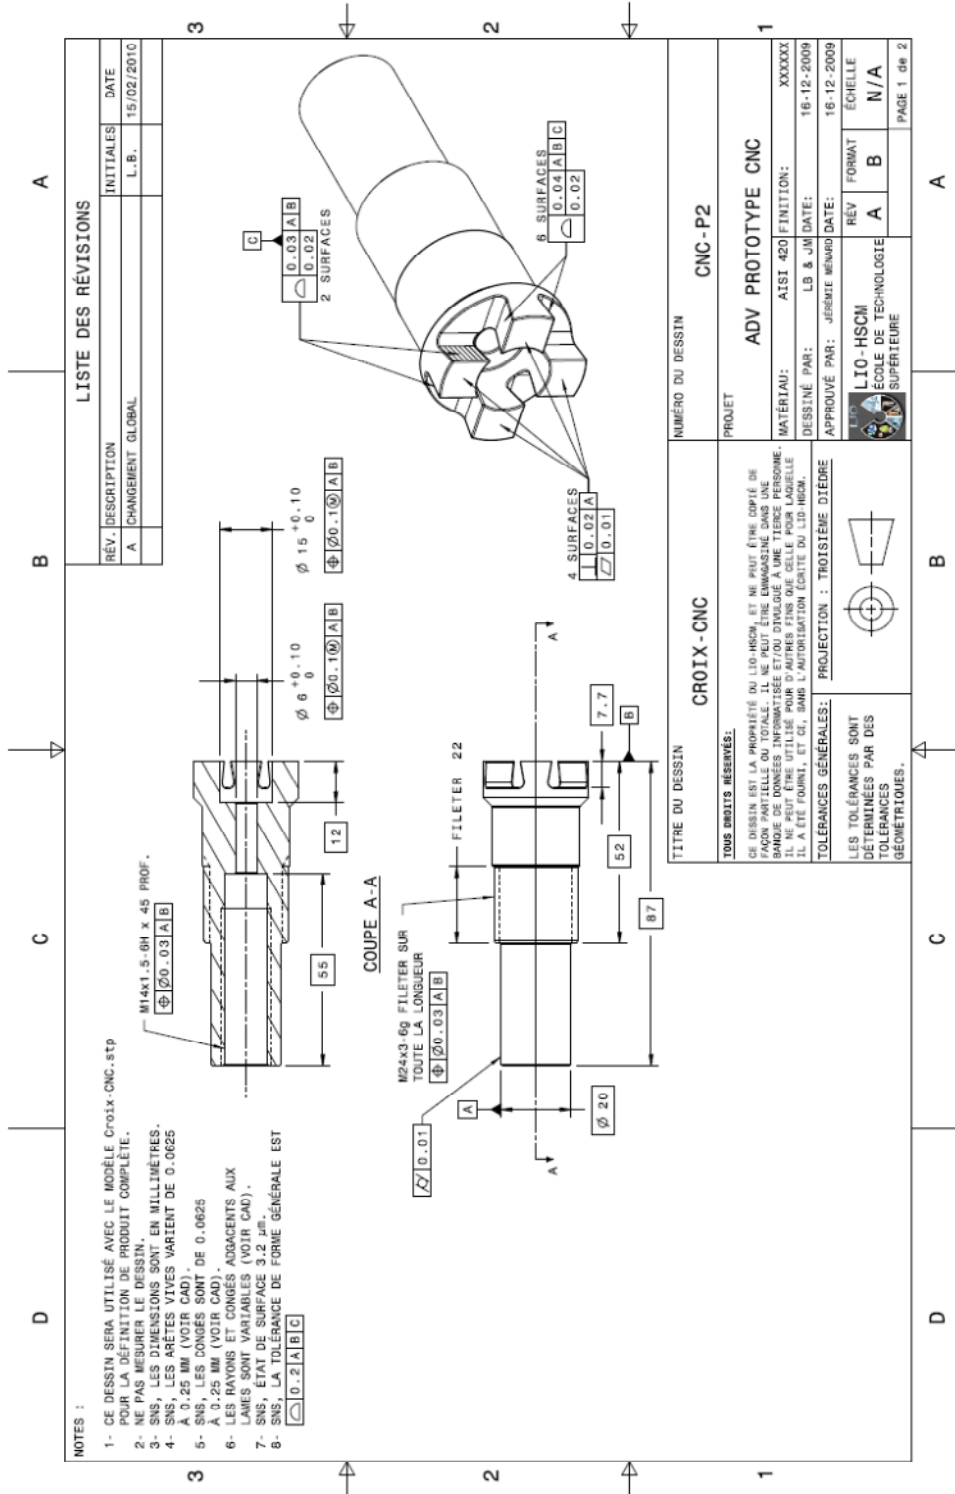 NOTES :
1- CE DESSIN SERA UTILISÉ AVEC LE MODÈLE Croix-CNC.stp
POUR LA DÉFINITION DE PRODUIT COMPLÈTE.
2- NE PAS MESURER LE DESSIN.
3- SNS, LES DIMENSIONS SONT EN MILLIMÈTRES.
4- SNS, LES ARÊTES VIVES VARIENT DE 0.0625
À 0.25 MM (VOIR CAD).
5- SNS, LES CONGÉS SONT DE 0.0625
À 0.25 MM (VOIR CAD).
6- LES RAYONS ET CONGÉS ADGACENTS AUX
LAMES SONT VARIABLES (VOIR CAD).
7- SNS, ÉTAT DE SURFACE 3.2 µm.
8- SNS, LA TOLÉRANCE DE FORME GÉNÉRALE EST
⌓ 0.2 A B C
M14x1.5-6H x 45 PROF.
⌖ Ø0.03 A B
55
12
Ø 6 +0.10
0
⌖ Ø0.1Ⓜ A B
Ø 15 +0.10
0
⌖ Ø0.1Ⓜ A B
COUPE A-A
M24x3-6g FILETER SUR
TOUTE LA LONGUEUR
⌖ Ø0.03 A B
FILETER 22
⌭ 0.01
A
Ø 20
A
A
7.7
B
52
87
LISTE DES RÉVISIONS
RÉV. DESCRIPTION INITIALES DATE
A CHANGEMENT GLOBAL L.B. 15/02/2010
C
⌓ 0.03 A B
0.02
2 SURFACES
6 SURFACES
⌓ 0.04 A B C
0.02
4 SURFACES
⊥ 0.02 A
⏥ 0.01
TITRE DU DESSIN
CROIX-CNC
NUMÉRO DU DESSIN
CNC-P2
TOUS DROITS RÉSERVÉS:
CE DESSIN EST LA PROPRIÉTÉ DU LIO-HSCM, ET NE PEUT ÊTRE COPIÉ DE
FAÇON PARTIELLE OU TOTALE. IL NE PEUT ÊTRE EMMAGASINÉ DANS UNE
BANQUE DE DONNÉES INFORMATISÉE ET/OU DIVULGUÉ À UNE TIERCE PERSONNE.
IL NE PEUT ÊTRE UTILISÉ POUR D'AUTRES FINS QUE CELLE POUR LAQUELLE
IL A ÉTÉ FOURNI, ET CE, SANS L'AUTORISATION ÉCRITE DU LIO-HSCM.
PROJET
ADV PROTOTYPE CNC
MATÉRIAU: AISI 420 FINITION: XXXXXX
DESSINÉ PAR: LB & JM DATE: 16-12-2009
APPROUVÉ PAR: JÉRÉMIE MÉNARD DATE: 16-12-2009
TOLÉRANCES GÉNÉRALES:
LES TOLÉRANCES SONT
DÉTERMINÉES PAR DES
TOLÉRANCES
GÉOMÉTRIQUES.
PROJECTION : TROISIÈME DIÈDRE
LIO
LIO-HSCM
ÉCOLE DE TECHNOLOGIE
SUPÉRIEURE
RÉV FORMAT ÉCHELLE
A B N/A
PAGE 1 de 2
D C B A
D C B A
3 2 1
3 2 1